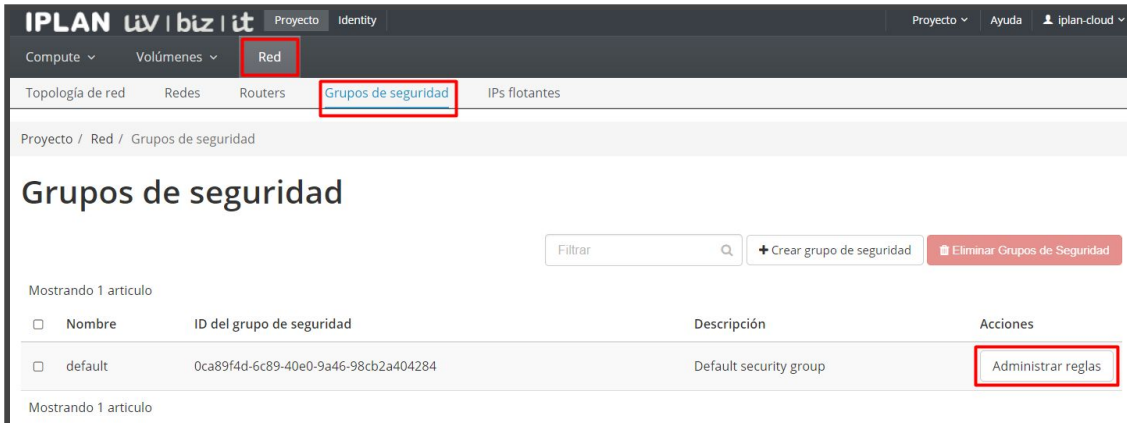 IPLAN liv | biz | it Proyecto Identity Proyecto Ayuda iplan-cloud
Compute Volúmenes Red
Topología de red Redes Routers Grupos de seguridad IPs flotantes
Proyecto / Red / Grupos de seguridad
Grupos de seguridad
Filtrar + Crear grupo de seguridad Eliminar Grupos de Seguridad
Mostrando 1 articulo
Nombre ID del grupo de seguridad Descripción Acciones
default 0ca89f4d-6c89-40e0-9a46-98cb2a404284 Default security group Administrar reglas
Mostrando 1 articulo